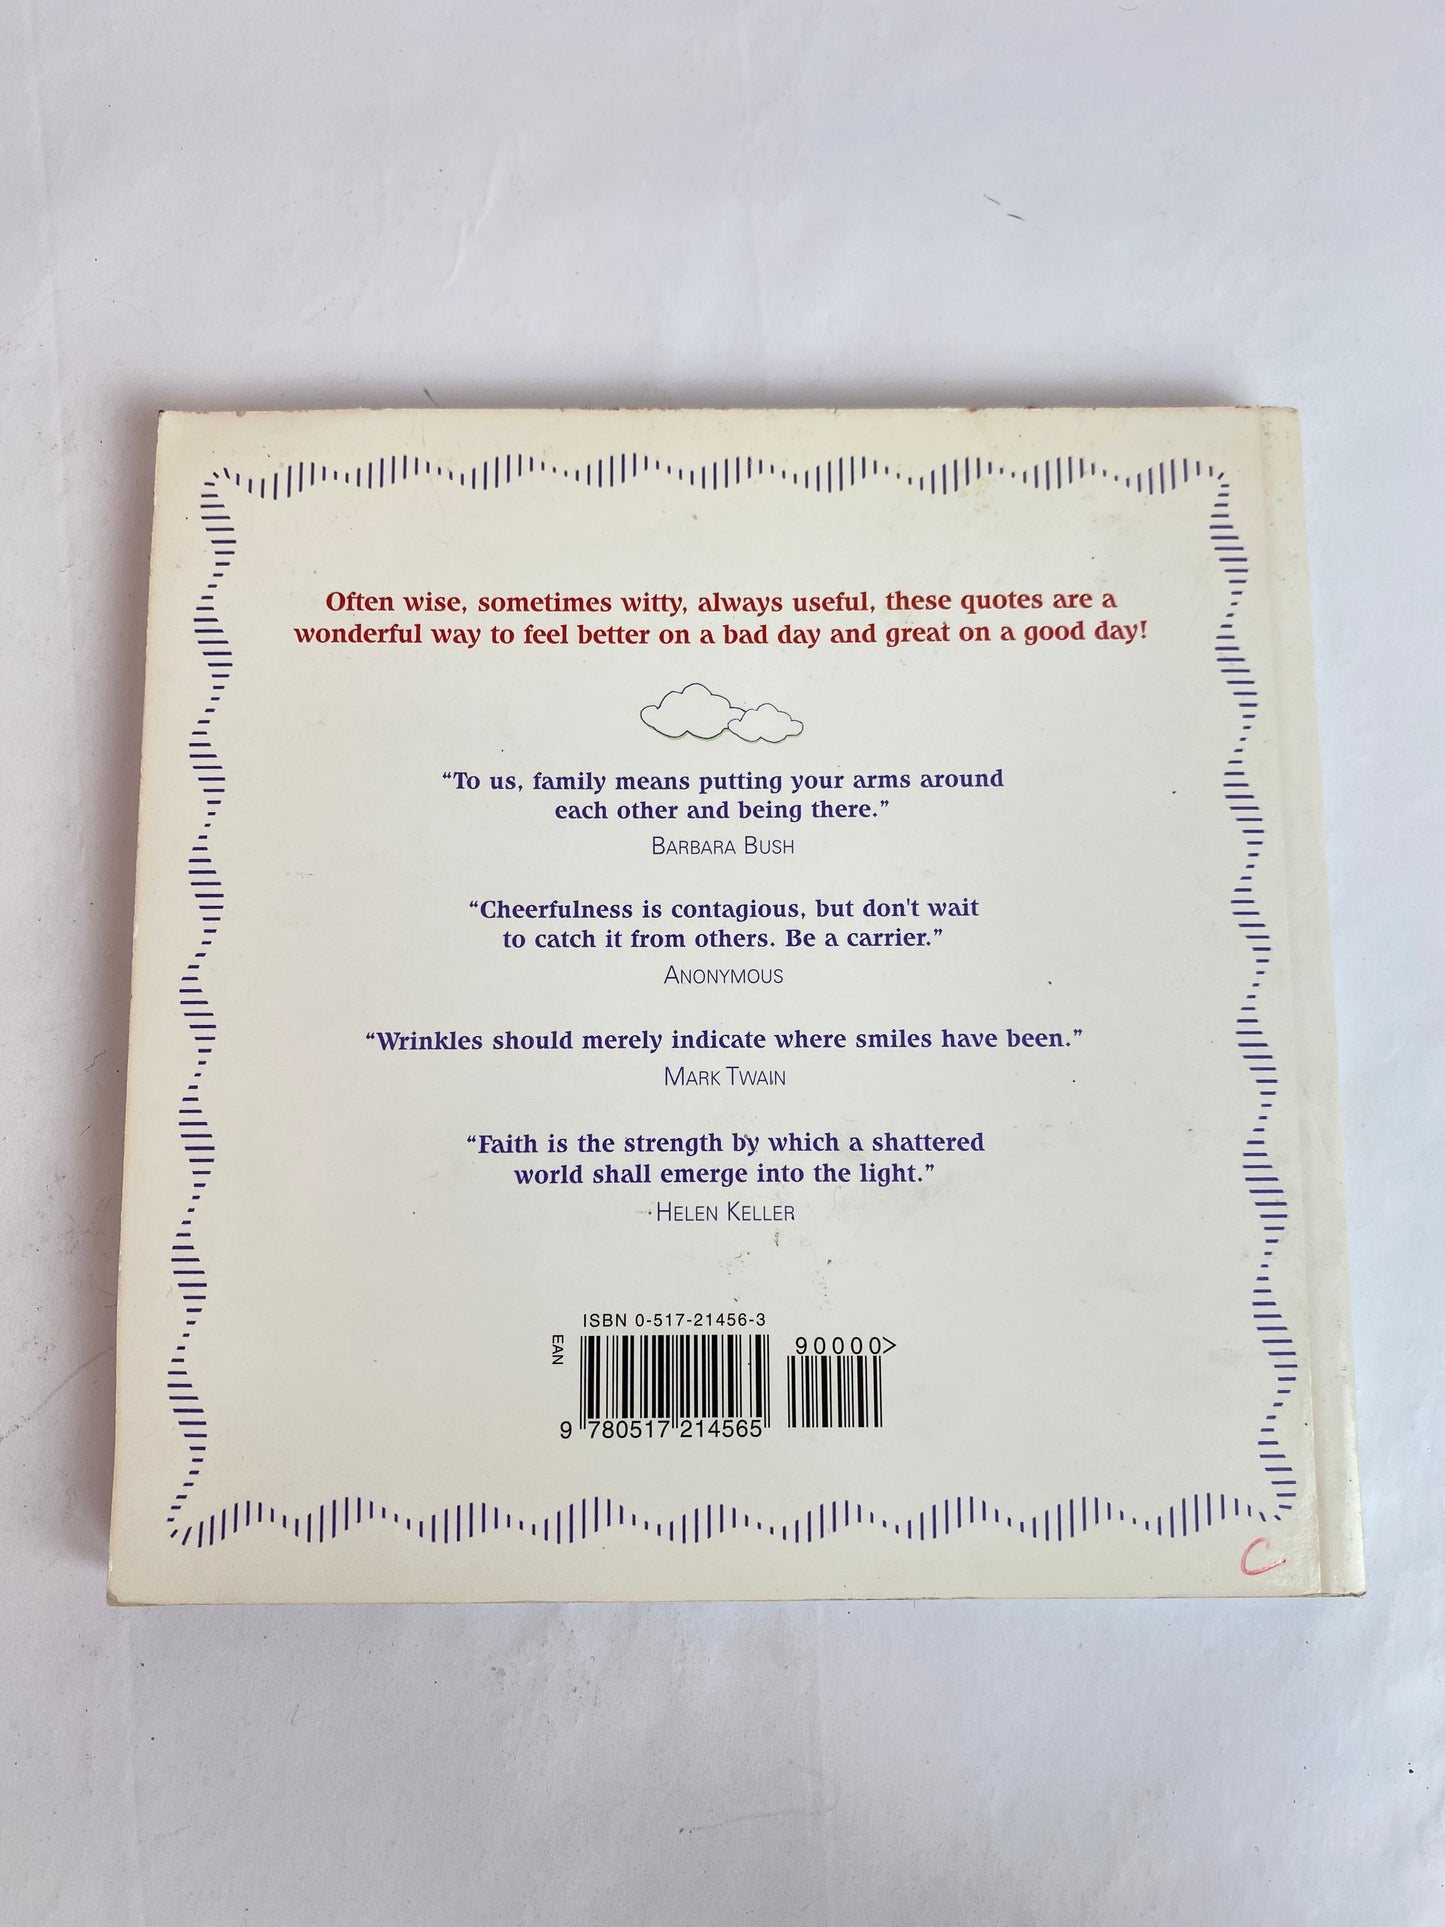 Often wise, sometimes witty, always useful, these quotes are a
wonderful way to feel better on a bad day and great on a good day!
“To us, family means putting your arms around
each other and being there.”
BARBARA BUSH
“Cheerfulness is contagious, but don't wait
to catch it from others. Be a carrier.”
ANONYMOUS
“Wrinkles should merely indicate where smiles have been.”
MARK TWAIN
“Faith is the strength by which a shattered
world shall emerge into the light.”
HELEN KELLER
ISBN 0-517-21456-3
EAN
90000>
9 780517 214565
C